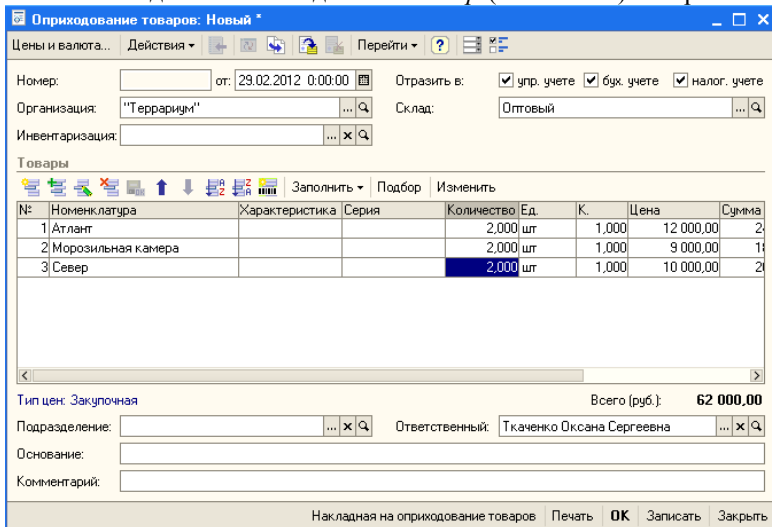 Оприходование товаров: Новый *
Цены и валюта... Действия Перейти
Номер: от: 29.02.2012 0:00:00 Отразить в: упр. учете бух. учете налог. учете
Организация: "Террариум" ... Склад: Оптовый ...
Инвентаризация: ...
Товары
Заполнить Подбор Изменить
№ Номенклатура Характеристика Серия Количество Ед. К. Цена Сумма
1 Атлант 2,000 шт 1,000 12 000,00 2
2 Морозильная камера 2,000 шт 1,000 9 000,00 1
3 Север 2,000 шт 1,000 10 000,00 2
Тип цен: Закупочная Всего (руб.): 62 000,00
Подразделение: ... Ответственный: Ткаченко Оксана Сергеевна ...
Основание:
Комментарий:
Накладная на оприходование товаров Печать OK Записать Закрыть